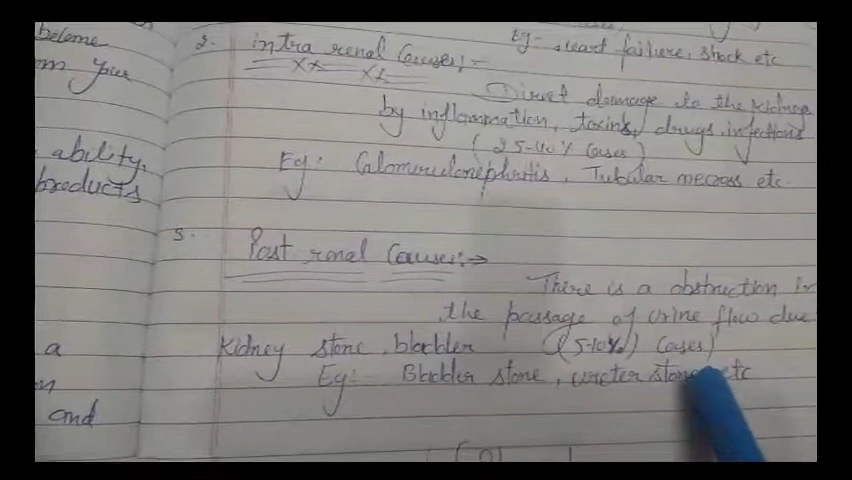 Eg- Heart failure, shock etc
beleme
2. intra renal Causes:-
m your
Direct damage to the kidney
by inflammation, toxins, drugs, infections
(25-40% Cases)
ability,
products
Eg: Glomerulonephritis, Tubular necross etc.
3. Post renal Causes:→
There is a obstruction in
the passage of urine flow due
a
Kidney stone, bladder (5-10%) Cases)
Eg: Bladder stone, ureter stone etc
and